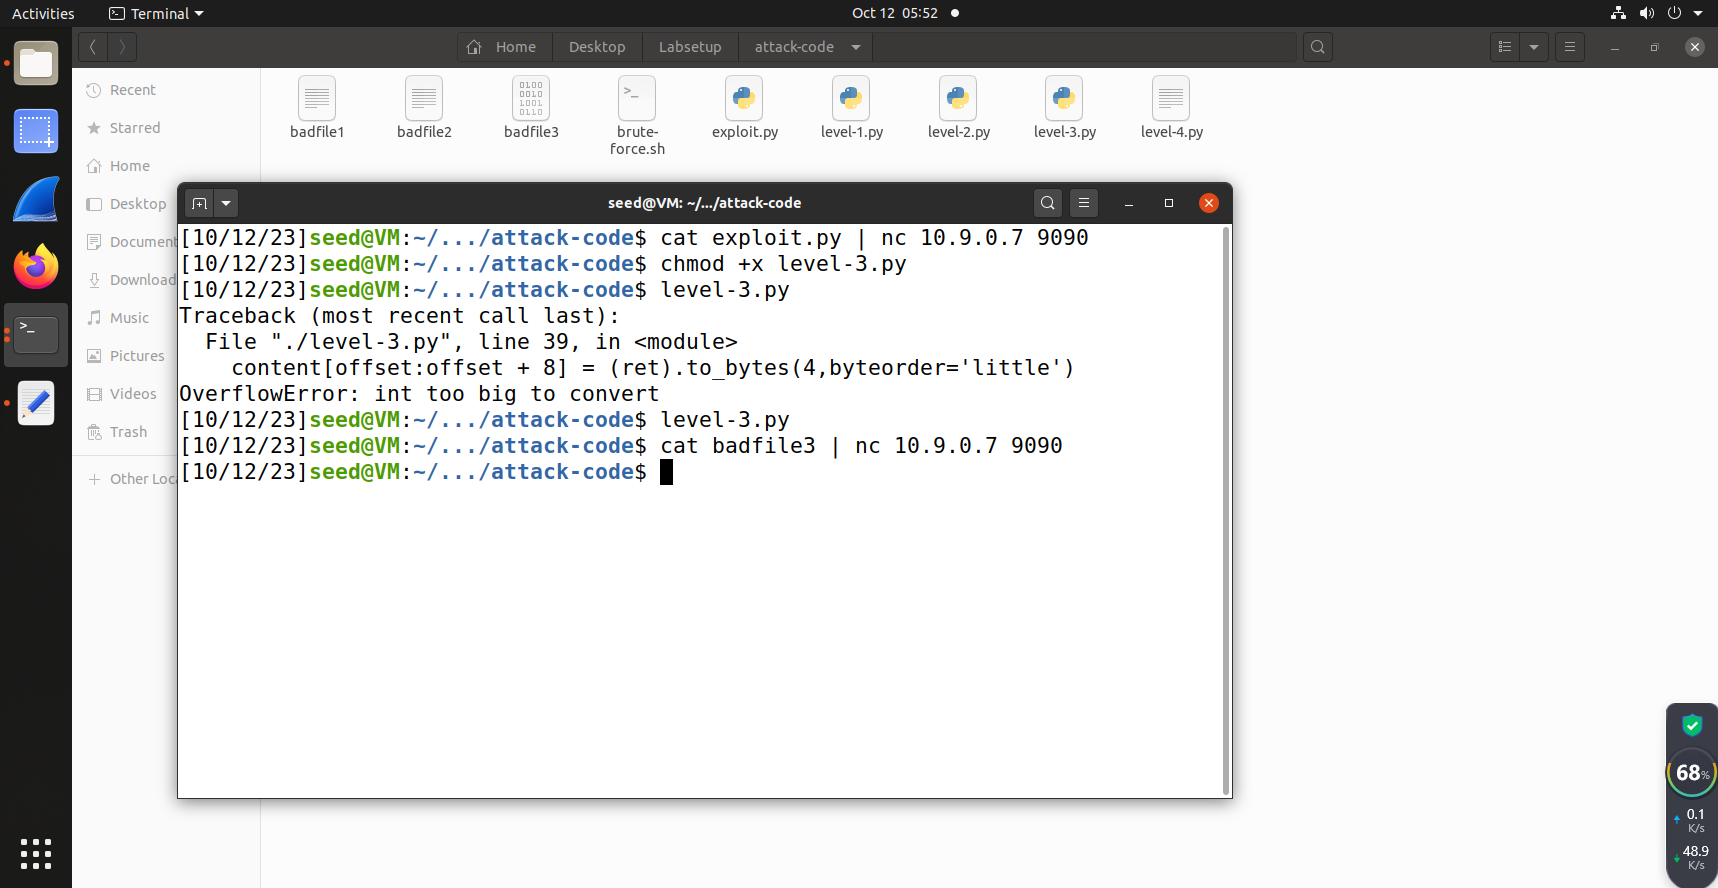 Activities
Terminal
Oct 12 05:52
Home
Desktop
Labsetup
attack-code
Recent
Starred
Home
Desktop
Document
Download
Music
Pictures
Videos
Trash
Other Loca
0100
0010
1001
0110
>_
badfile1
badfile2
badfile3
brute-
force.sh
exploit.py
level-1.py
level-2.py
level-3.py
level-4.py
seed@VM: ~/.../attack-code
[10/12/23]seed@VM:~/.../attack-code$ cat exploit.py | nc 10.9.0.7 9090
[10/12/23]seed@VM:~/.../attack-code$ chmod +x level-3.py
[10/12/23]seed@VM:~/.../attack-code$ level-3.py
Traceback (most recent call last):
  File "./level-3.py", line 39, in <module>
    content[offset:offset + 8] = (ret).to_bytes(4,byteorder='little')
OverflowError: int too big to convert
[10/12/23]seed@VM:~/.../attack-code$ level-3.py
[10/12/23]seed@VM:~/.../attack-code$ cat badfile3 | nc 10.9.0.7 9090
[10/12/23]seed@VM:~/.../attack-code$
68%
0.1
K/s
48.9
K/s